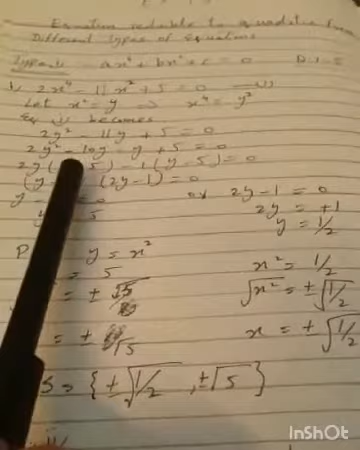 Equation reducible to quadratic form
Different types of Equations
Type-I:- ax⁴ + bx² + c = 0
1) 2x⁴ - 11x² + 5 = 0
Let x² = y ⇒ x⁴ = y²
Eq becomes
2y² - 11y + 5 = 0
2y² - 10y - y + 5 = 0
2y( 5) - 1(y - 5) = 0
(y (2y - 1) = 0
y = 0 or 2y - 1 = 0
5 2y = +1
y = 1/2
P y = x²
= 5 x² = 1/2
= ± √5 √x² = ±√1/2
= ± √5 x = ±√1/2
S = { ±√1/2 , ±√5 }
InShOt